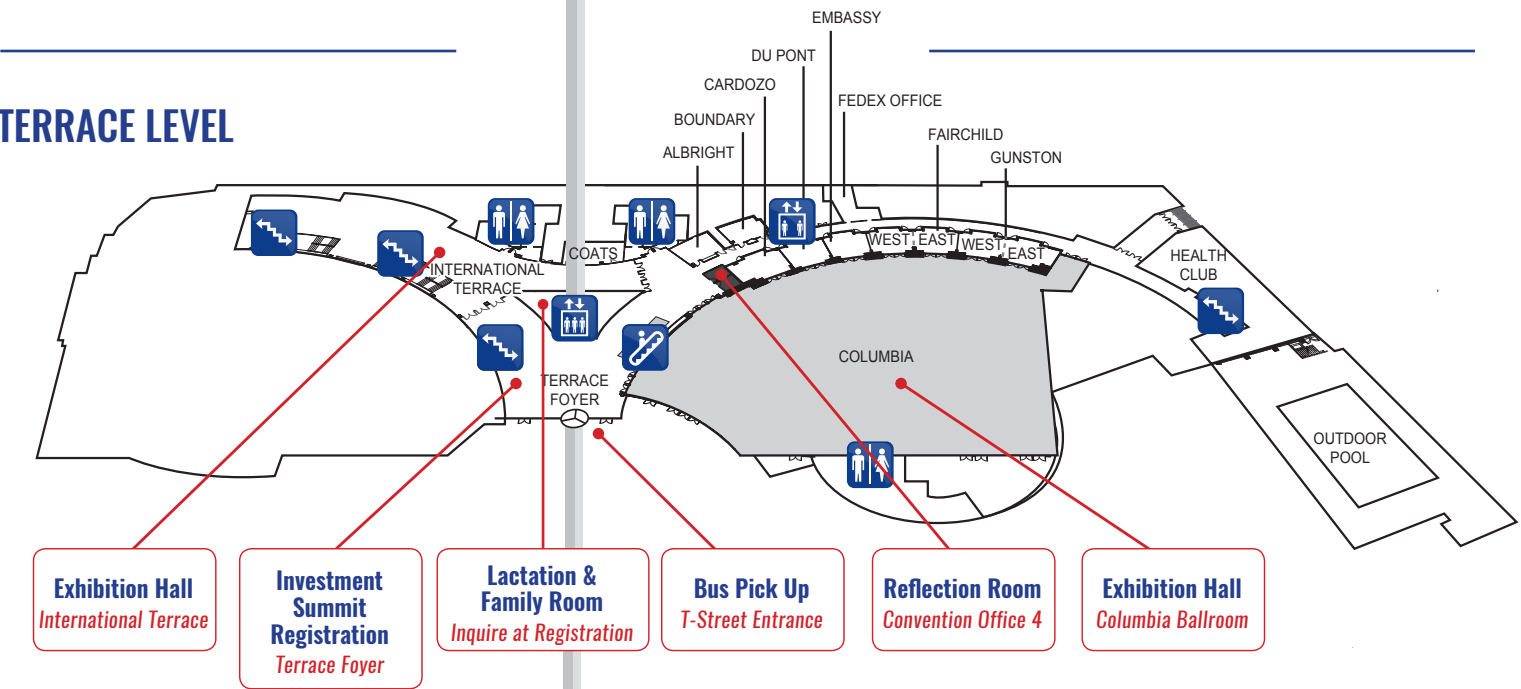 EMBASSY
DU PONT
CARDOZO
FEDEX OFFICE
BOUNDARY
FAIRCHILD
ALBRIGHT
GUNSTON
TERRACE LEVEL
COATS
WEST
EAST
WEST
EAST
INTERNATIONAL
TERRACE
HEALTH
CLUB
COLUMBIA
TERRACE
FOYER
OUTDOOR
POOL
Exhibition Hall
International Terrace
Investment
Summit
Registration
Terrace Foyer
Lactation &
Family Room
Inquire at Registration
Bus Pick Up
T-Street Entrance
Reflection Room
Convention Office 4
Exhibition Hall
Columbia Ballroom